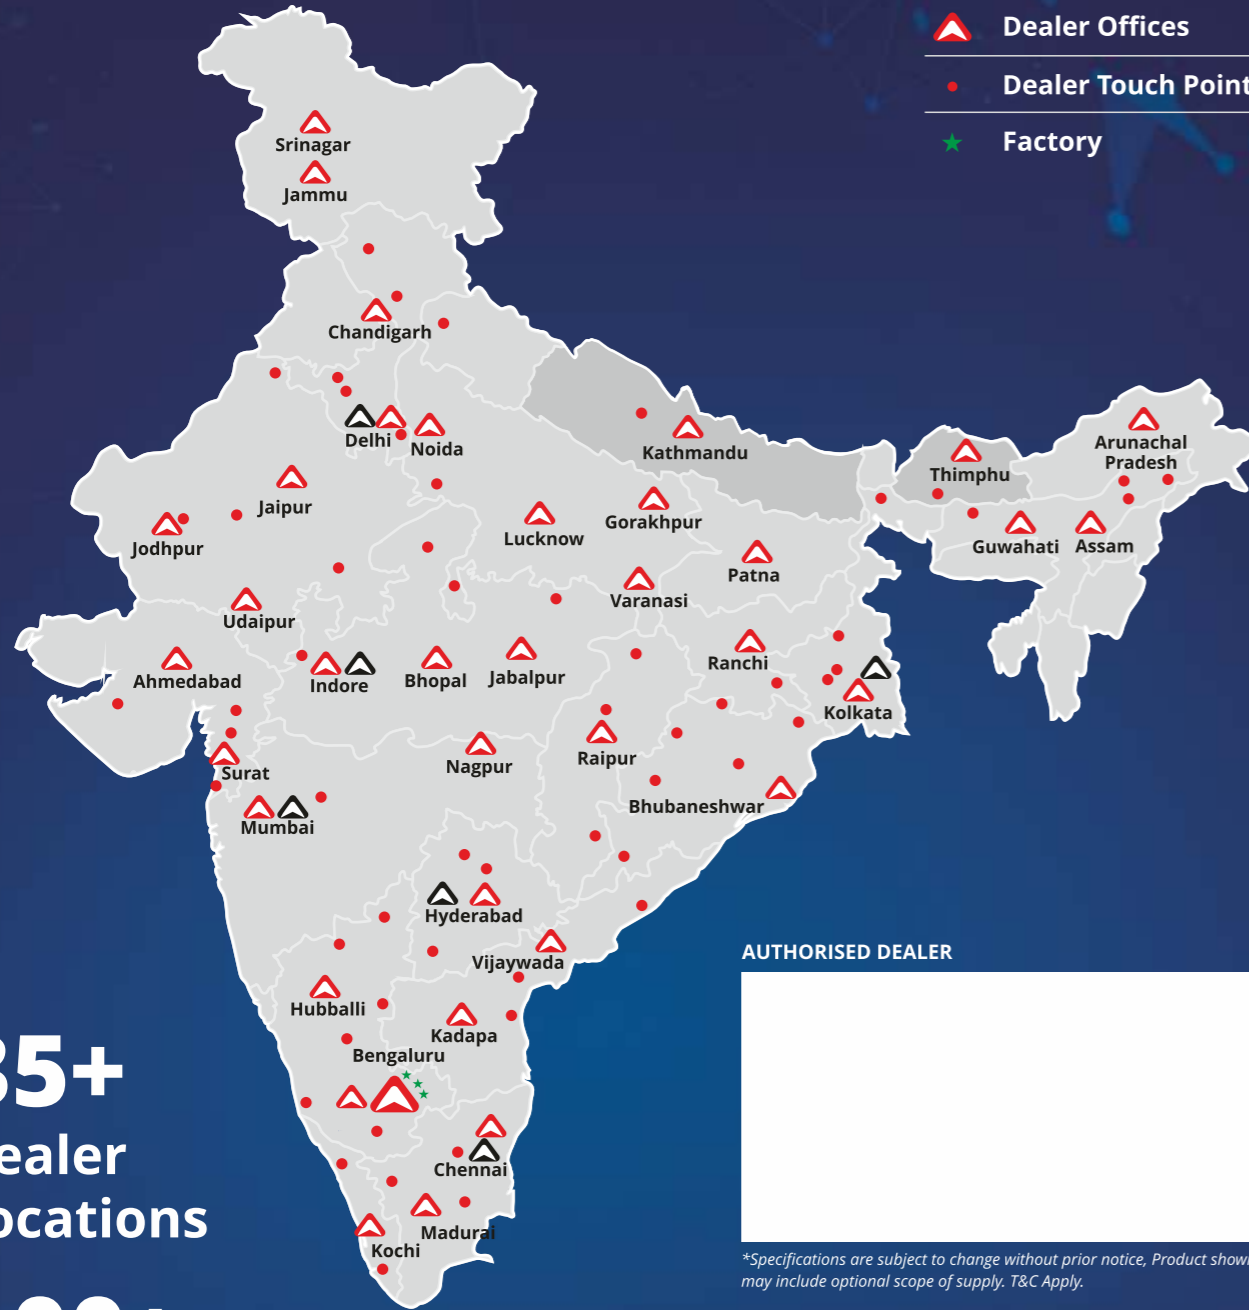 Dealer Offices
Dealer Touch Point
Factory
Srinagar
Jammu
Chandigarh
Delhi
Noida
Kathmandu
Thimphu
Arunachal
Pradesh
Jaipur
Jodhpur
Lucknow
Gorakhpur
Guwahati
Assam
Patna
Varanasi
Udaipur
Ahmedabad
Indore
Bhopal
Jabalpur
Ranchi
Kolkata
Surat
Nagpur
Raipur
Mumbai
Bhubaneshwar
Hyderabad
Vijaywada
Hubballi
Kadapa
Bengaluru
Chennai
Madurai
Kochi
5+
ealer
ocations
AUTHORISED DEALER
*Specifications are subject to change without prior notice, Product show
may include optional scope of supply. T&C Apply.